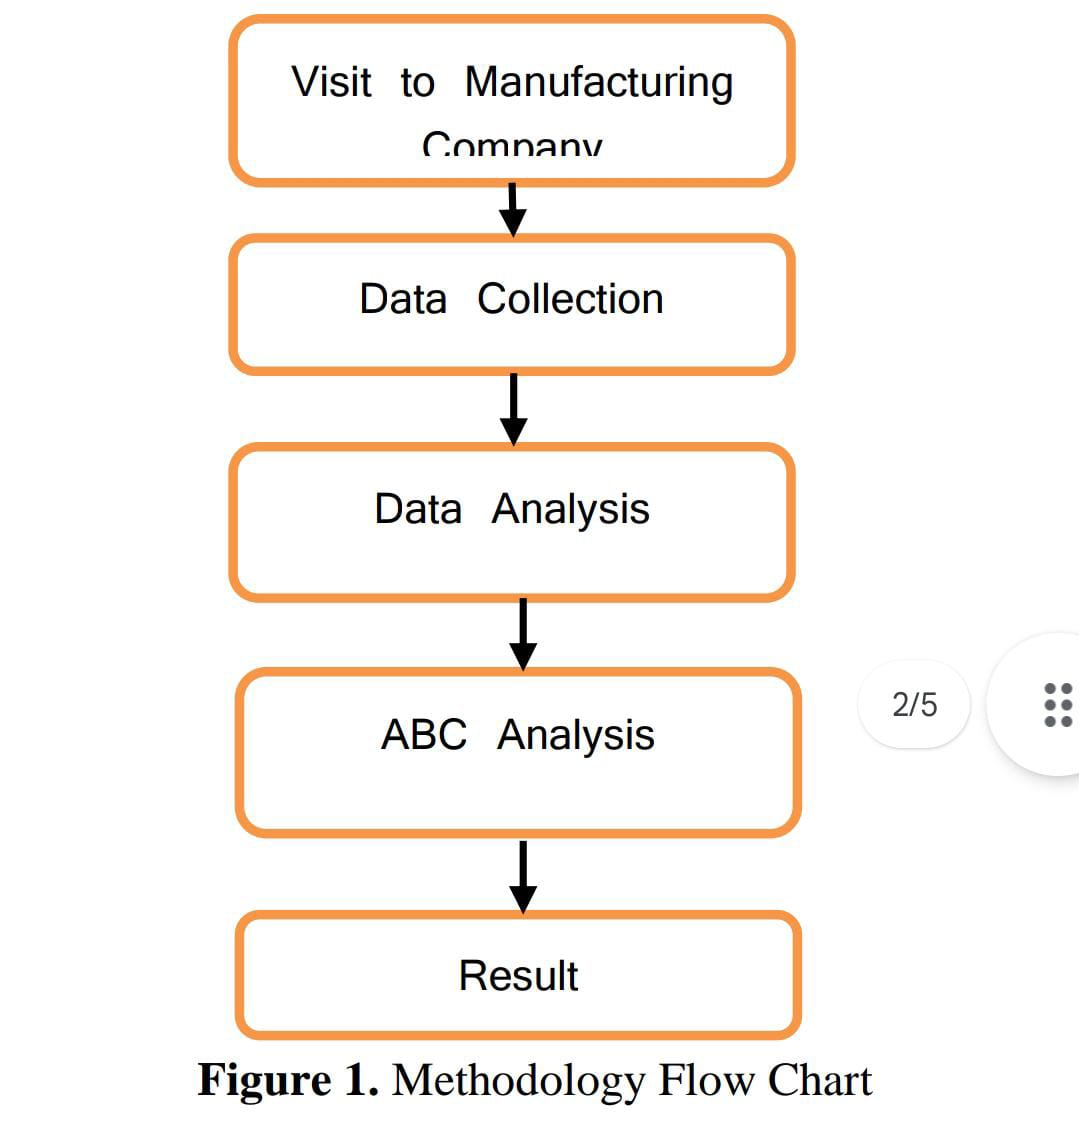 Visit to Manufacturing
Company
Data Collection
Data Analysis
ABC Analysis
2/5
Result
Figure 1. Methodology Flow Chart